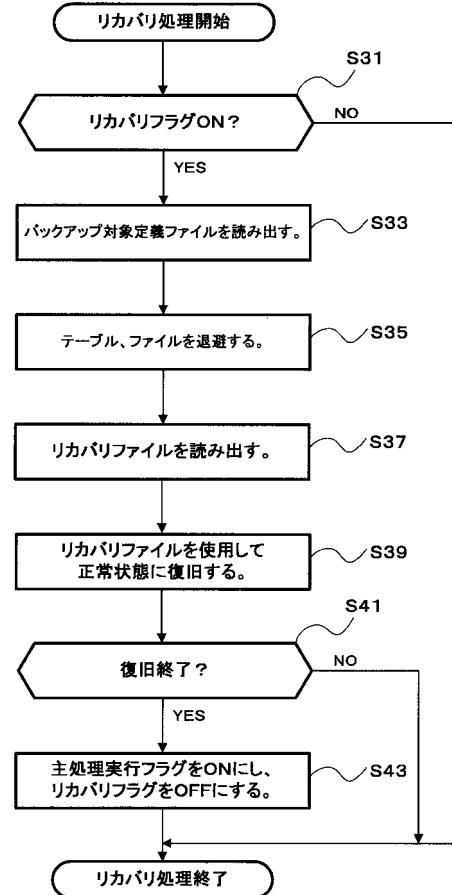 リカバリ処理開始
S31
リカバリフラグON？
NO
YES
バックアップ対象定義ファイルを読み出す。
S33
テーブル、ファイルを退避する。
S35
リカバリファイルを読み出す。
S37
リカバリファイルを使用して
正常状態に復旧する。
S39
S41
復旧終了？
NO
YES
主処理実行フラグをONにし、
リカバリフラグをOFFにする。
S43
リカバリ処理終了